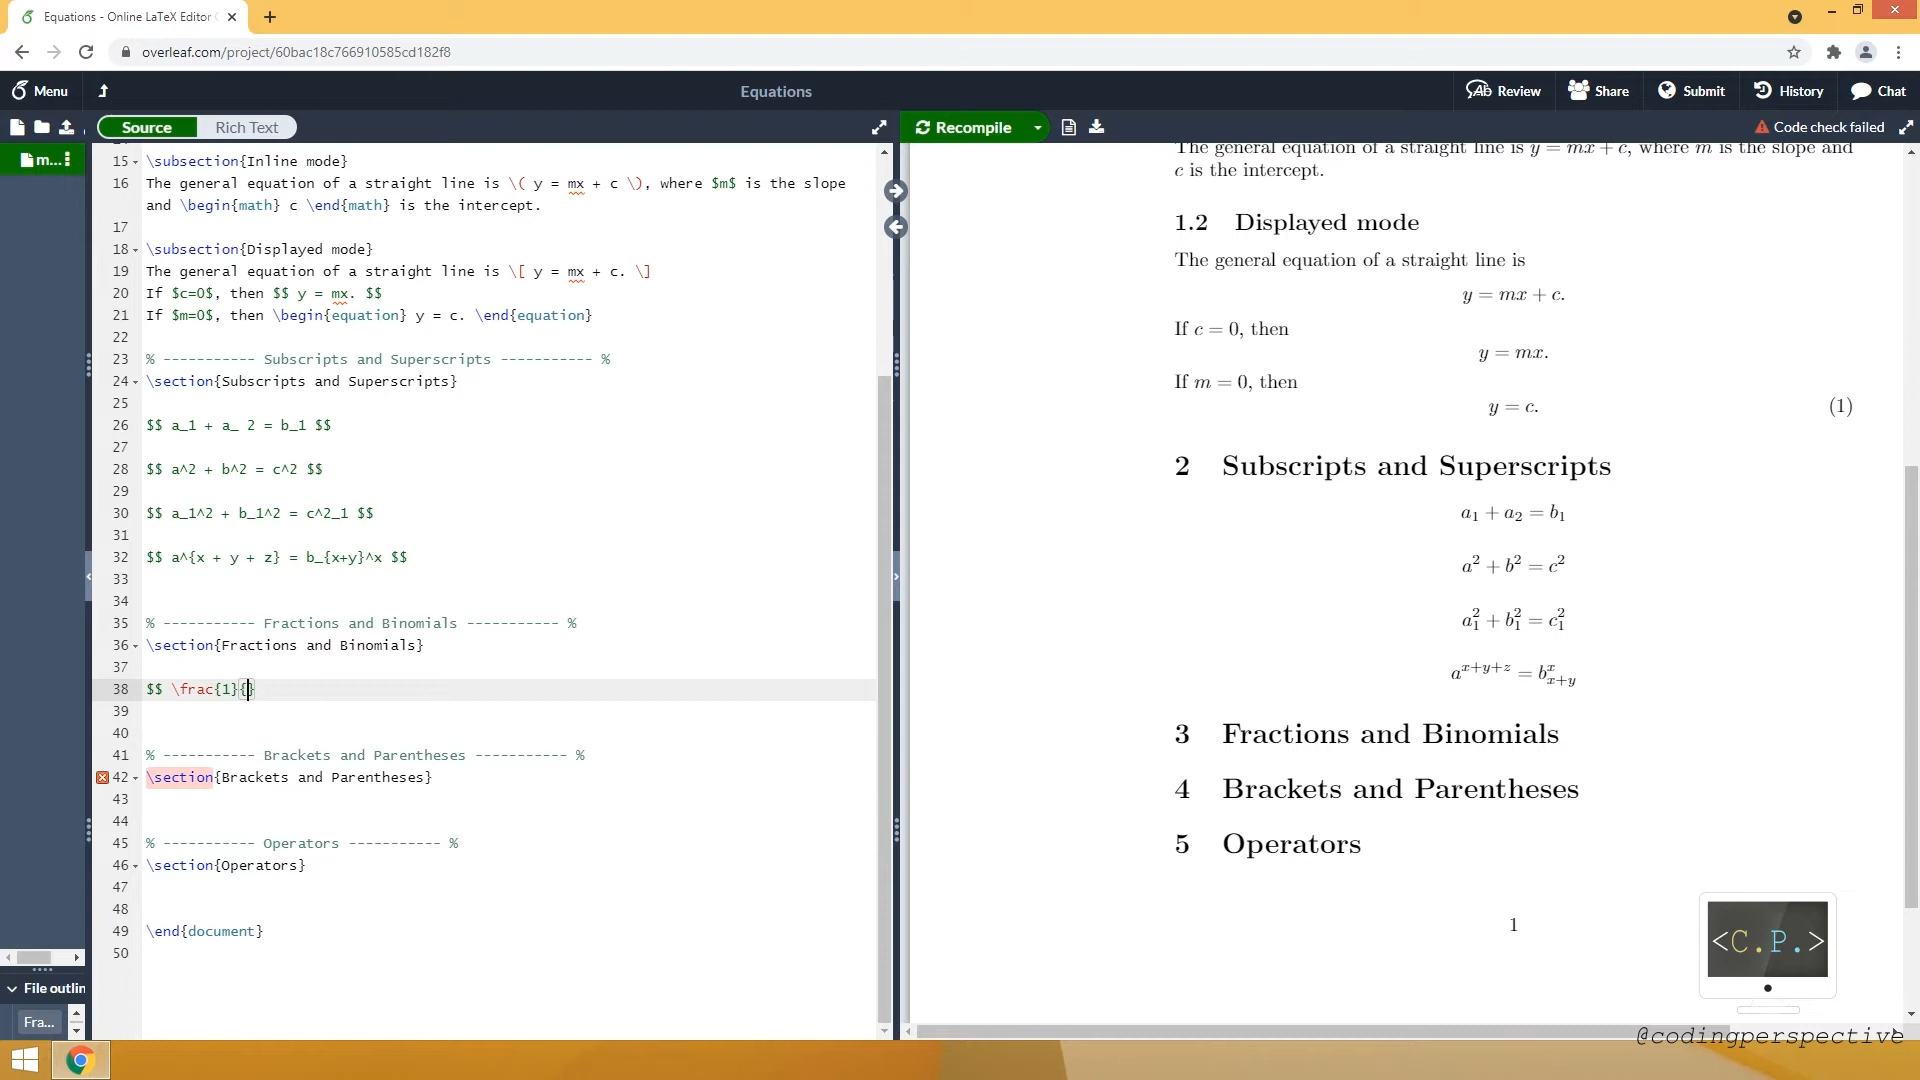 Equations - Online LaTeX Editor
overleaf.com/project/60bac18c766910585cd182f8
Menu
Equations
Review
Share
Submit
History
Chat
Source
Rich Text
Recompile
Code check failed
m...
15 \subsection{Inline mode}
16 The general equation of a straight line is \( y = mx + c \), where $m$ is the slope
and \begin{math} c \end{math} is the intercept.
17
18 \subsection{Displayed mode}
19 The general equation of a straight line is \[ y = mx + c. \]
20 If $c=0$, then $$ y = mx. $$
21 If $m=0$, then \begin{equation} y = c. \end{equation}
22
23 % ----------- Subscripts and Superscripts ----------- %
24 \section{Subscripts and Superscripts}
25
26 $$ a_1 + a_ 2 = b_1 $$
27
28 $$ a^2 + b^2 = c^2 $$
29
30 $$ a_1^2 + b_1^2 = c^2_1 $$
31
32 $$ a^{x + y + z} = b_{x+y}^x $$
33
34
35 % ----------- Fractions and Binomials ----------- %
36 \section{Fractions and Binomials}
37
38 $$ \frac{1}{}
39
40
41 % ----------- Brackets and Parentheses ----------- %
42 \section{Brackets and Parentheses}
43
44
45 % ----------- Operators ----------- %
46 \section{Operators}
47
48
49 \end{document}
50
File outlin
Fra...
The general equation of a straight line is y = mx + c, where m is the slope and
c is the intercept.
1.2 Displayed mode
The general equation of a straight line is
y = mx + c.
If c = 0, then
y = mx.
If m = 0, then
y = c. (1)
2 Subscripts and Superscripts
a₁ + a₂ = b₁
a² + b² = c²
a₁² + b₁² = c₁²
a^{x+y+z} = b_{x+y}^x
3 Fractions and Binomials
4 Brackets and Parentheses
5 Operators
1
<C.P.>
@codingperspective